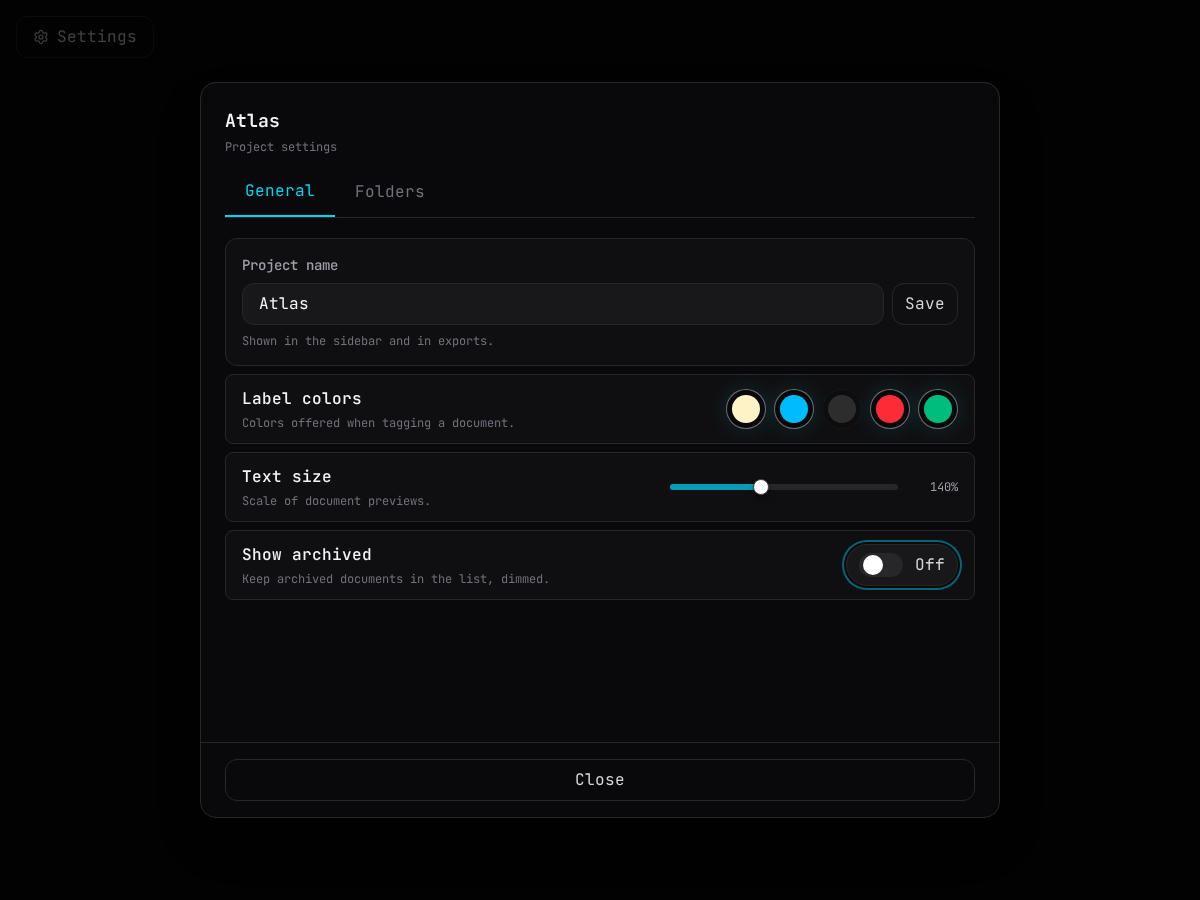 Settings
Atlas
Project settings
General Folders
Project name
Atlas Save
Shown in the sidebar and in exports.
Label colors
Colors offered when tagging a document.
Text size
Scale of document previews.
140%
Show archived
Keep archived documents in the list, dimmed.
Off
Close